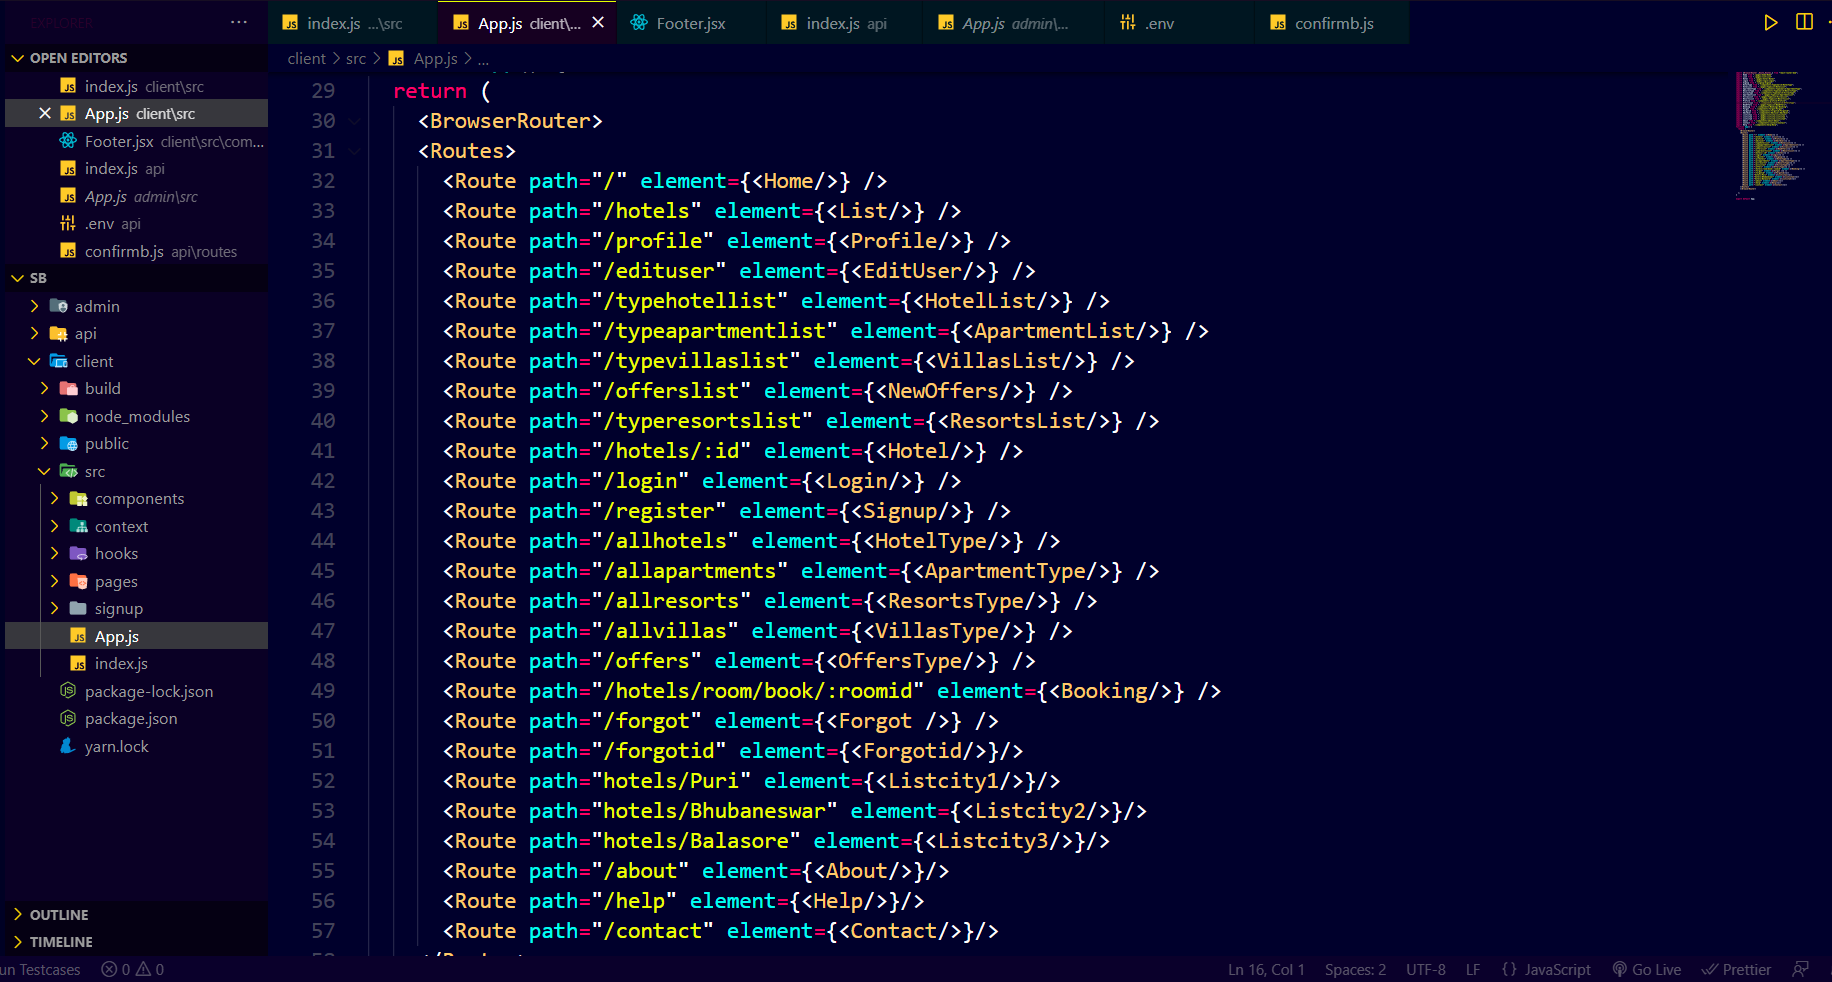 EXPLORER ...
index.js ...\src App.js client\... Footer.jsx index.js api App.js admin\... .env confirmb.js
OPEN EDITORS
index.js client\src
App.js client\src
Footer.jsx client\src\com...
index.js api
App.js admin\src
.env api
confirmb.js api\routes
SB
admin
api
client
build
node_modules
public
src
components
context
hooks
pages
signup
App.js
index.js
package-lock.json
package.json
yarn.lock
OUTLINE
TIMELINE
client > src > App.js > ...
29 return (
30 <BrowserRouter>
31 <Routes>
32 <Route path="/" element={<Home/>} />
33 <Route path="/hotels" element={<List/>} />
34 <Route path="/profile" element={<Profile/>} />
35 <Route path="/edituser" element={<EditUser/>} />
36 <Route path="/typehotellist" element={<HotelList/>} />
37 <Route path="/typeapartmentlist" element={<ApartmentList/>} />
38 <Route path="/typevillaslist" element={<VillasList/>} />
39 <Route path="/offerslist" element={<NewOffers/>} />
40 <Route path="/typeresortslist" element={<ResortsList/>} />
41 <Route path="/hotels/:id" element={<Hotel/>} />
42 <Route path="/login" element={<Login/>} />
43 <Route path="/register" element={<Signup/>} />
44 <Route path="/allhotels" element={<HotelType/>} />
45 <Route path="/allapartments" element={<ApartmentType/>} />
46 <Route path="/allresorts" element={<ResortsType/>} />
47 <Route path="/allvillas" element={<VillasType/>} />
48 <Route path="/offers" element={<OffersType/>} />
49 <Route path="/hotels/room/book/:roomid" element={<Booking/>} />
50 <Route path="/forgot" element={<Forgot />} />
51 <Route path="/forgotid" element={<Forgotid/>}/>
52 <Route path="hotels/Puri" element={<Listcity1/>}/>
53 <Route path="hotels/Bhubaneswar" element={<Listcity2/>}/>
54 <Route path="hotels/Balasore" element={<Listcity3/>}/>
55 <Route path="/about" element={<About/>}/>
56 <Route path="/help" element={<Help/>}/>
57 <Route path="/contact" element={<Contact/>}/>
un Testcases 0 0 Ln 16, Col 1 Spaces: 2 UTF-8 LF {} JavaScript Go Live Prettier